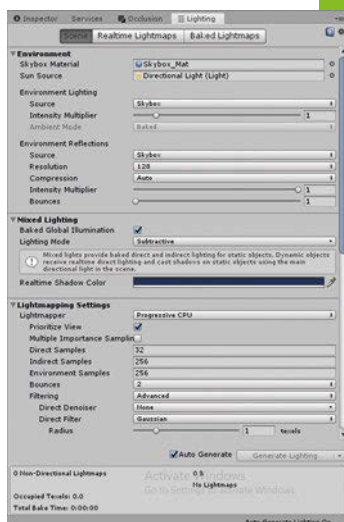 Inspector Services Occlusion Lighting
Scene Realtime Lightmaps Baked Lightmaps
Environment
Skybox Material Skybox_Mat
Sun Source Directional Light (Light)
Environment Lighting
Source Skybox
Intensity Multiplier 1
Ambient Mode Baked
Environment Reflections
Source Skybox
Resolution 128
Compression Auto
Intensity Multiplier 1
Bounces 1
Mixed Lighting
Baked Global Illumination
Lighting Mode Subtractive
Mixed lights provide baked direct and indirect lighting for static objects. Dynamic objects
receive realtime direct lighting and cast shadows on static objects using the main
directional light in the scene.
Realtime Shadow Color
Lightmapping Settings
Lightmapper Progressive CPU
Prioritize View
Multiple Importance Samplin
Direct Samples 32
Indirect Samples 256
Environment Samples 256
Bounces 2
Filtering Advanced
Direct Denoiser None
Direct Filter Gaussian
Radius 1 texels
Auto Generate Generate Lighting
0 Non-Directional Lightmaps 0 B
No Lightmaps
Activate Windows
Go to Settings to activate Windows.
Occupied Texels: 0.0
Total Bake Time: 0:00:00
Auto Generate Lighting On